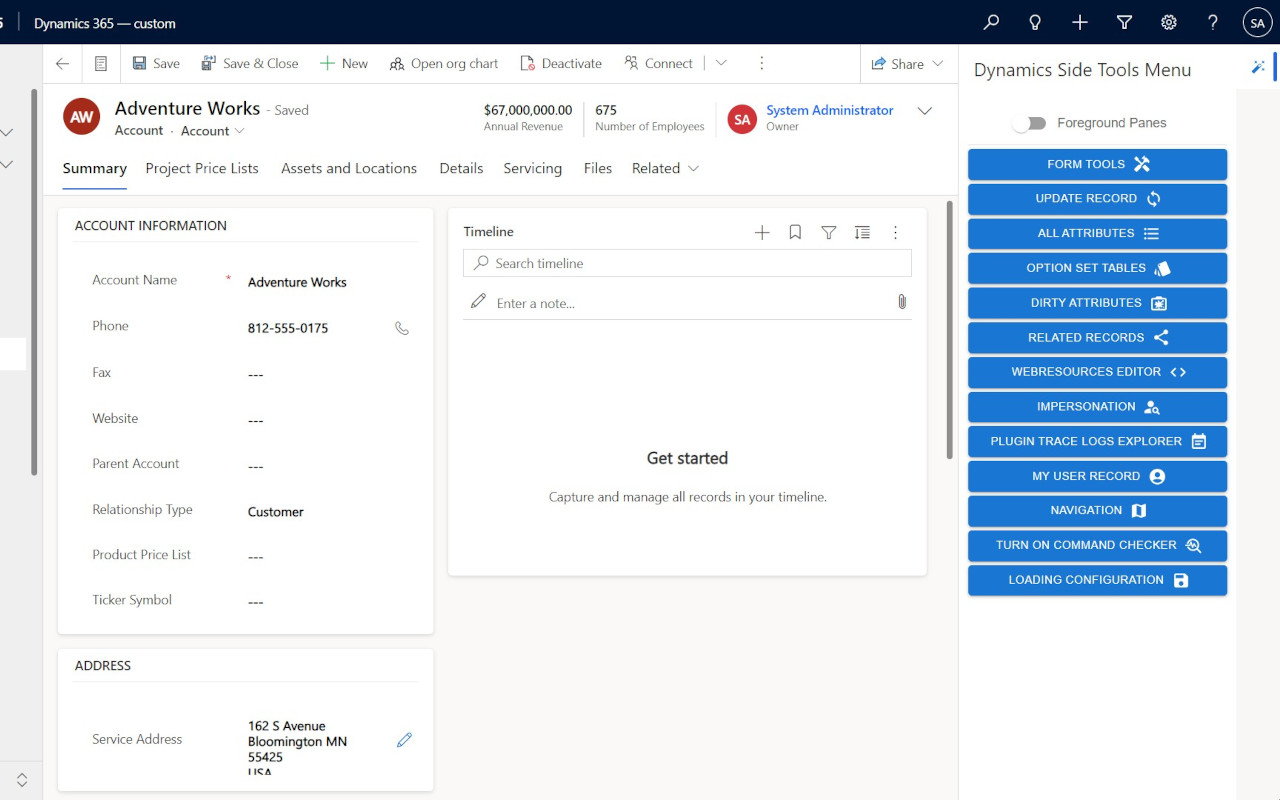 Dynamics 365 — custom
SA
Save
Save & Close
New
Open org chart
Deactivate
Connect
Share
AW
Adventure Works - Saved
Account · Account
$67,000,000.00
Annual Revenue
675
Number of Employees
SA
System Administrator
Owner
Summary
Project Price Lists
Assets and Locations
Details
Servicing
Files
Related
ACCOUNT INFORMATION
Account Name * Adventure Works
Phone 812-555-0175
Fax ---
Website ---
Parent Account ---
Relationship Type Customer
Product Price List ---
Ticker Symbol ---
ADDRESS
Service Address
162 S Avenue
Bloomington MN
55425
USA
Timeline
Search timeline
Enter a note...
Get started
Capture and manage all records in your timeline.
Dynamics Side Tools Menu
Foreground Panes
FORM TOOLS
UPDATE RECORD
ALL ATTRIBUTES
OPTION SET TABLES
DIRTY ATTRIBUTES
RELATED RECORDS
WEBRESOURCES EDITOR
IMPERSONATION
PLUGIN TRACE LOGS EXPLORER
MY USER RECORD
NAVIGATION
TURN ON COMMAND CHECKER
LOADING CONFIGURATION